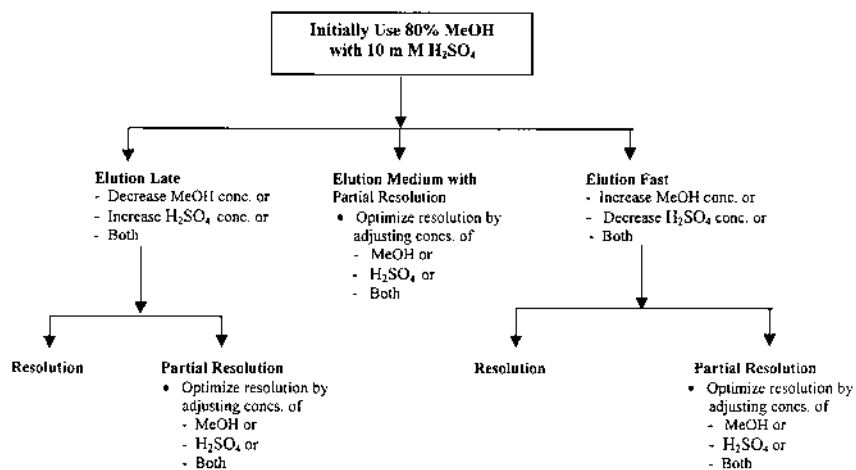 Initially Use 80% MeOH
with 10 m M H₂SO₄
Elution Late
- Decrease MeOH conc. or
- Increase H₂SO₄ conc. or
- Both
Elution Medium with
Partial Resolution
• Optimize resolution by
adjusting concs. of
- MeOH or
- H₂SO₄ or
- Both
Elution Fast
- Increase MeOH conc. or
- Decrease H₂SO₄ conc. or
- Both
Resolution
Partial Resolution
• Optimize resolution by
adjusting concs. of
- MeOH or
- H₂SO₄ or
- Both
Resolution
Partial Resolution
• Optimize resolution by
adjusting concs. of
- MeOH or
- H₂SO₄ or
- Both